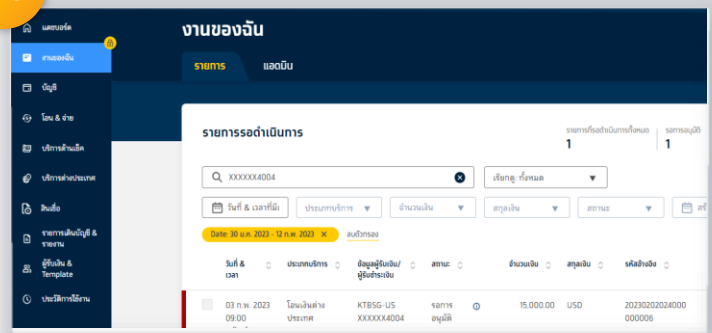 แดชบอร์ด
งานของฉัน
บัญชี
โอน & จ่าย
บริการด้านเช็ค
บริการต่างประเทศ
สินเชื่อ
รายการเดินบัญชี &
รายงาน
ผู้รับเงิน &
Template
ประวัติการใช้งาน
งานของฉัน
รายการ แอดมิน
รายการรอดำเนินการ
รายการที่รอดำเนินการทั้งหมด รอการอนุมัติ
1 1
XXXXXX4004 เรียกดู: ทั้งหมด
วันที่ & เวลาที่มีผ ประเภทบริการ จำนวนเงิน สกุลเงิน สถานะ
Date: 30 ม.ค. 2023 - 12 ก.พ. 2023 × ลบตัวกรอง
วันที่ & เวลา ประเภทบริการ ข้อมูลผู้รับเงิน/ ผู้รับชำระเงิน สถานะ จำนวนเงิน สกุลเงิน รหัสอ้างอิง
03 ก.พ. 2023 โอนเงินต่าง KTBSG-US รอการ 15,000.00 USD 20230202024000
09:00 ประเทศ XXXXXX4004 อนุมัติ 000006